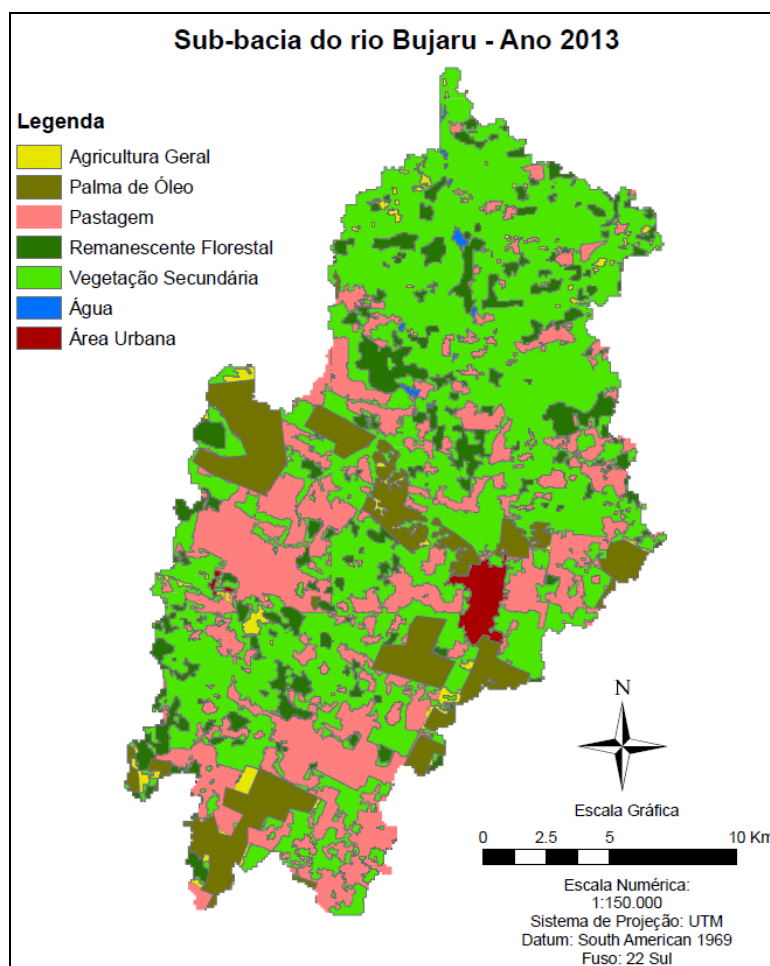 Sub-bacia do rio Bujaru - Ano 2013
Legenda
Agricultura Geral
Palma de Óleo
Pastagem
Remanescente Florestal
Vegetação Secundária
Água
Área Urbana
N
Escala Gráfica
0 2.5 5 10 Km
Escala Numérica:
1:150.000
Sistema de Projeção: UTM
Datum: South American 1969
Fuso: 22 Sul